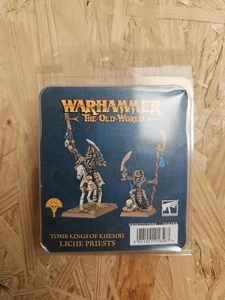 WARHAMMER
THE OLD WORLD
TOMB KINGS OF KHEMRI
LICHE PRIESTS